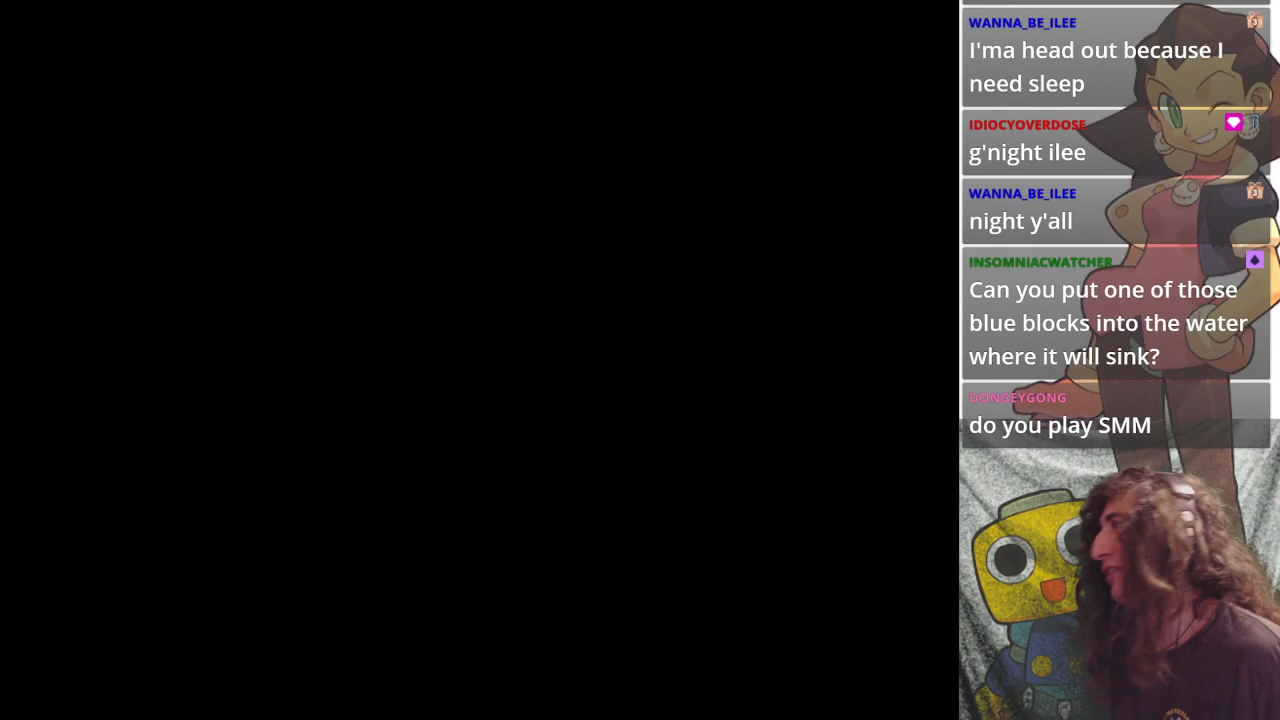 WANNA_BE_ILEE
I'ma head out because I
need sleep
IDIOCYOVERDOSE
g'night ilee
WANNA_BE_ILEE
night y'all
INSOMNIACWATCHER
Can you put one of those
blue blocks into the water
where it will sink?
DONGEYGONG
do you play SMM